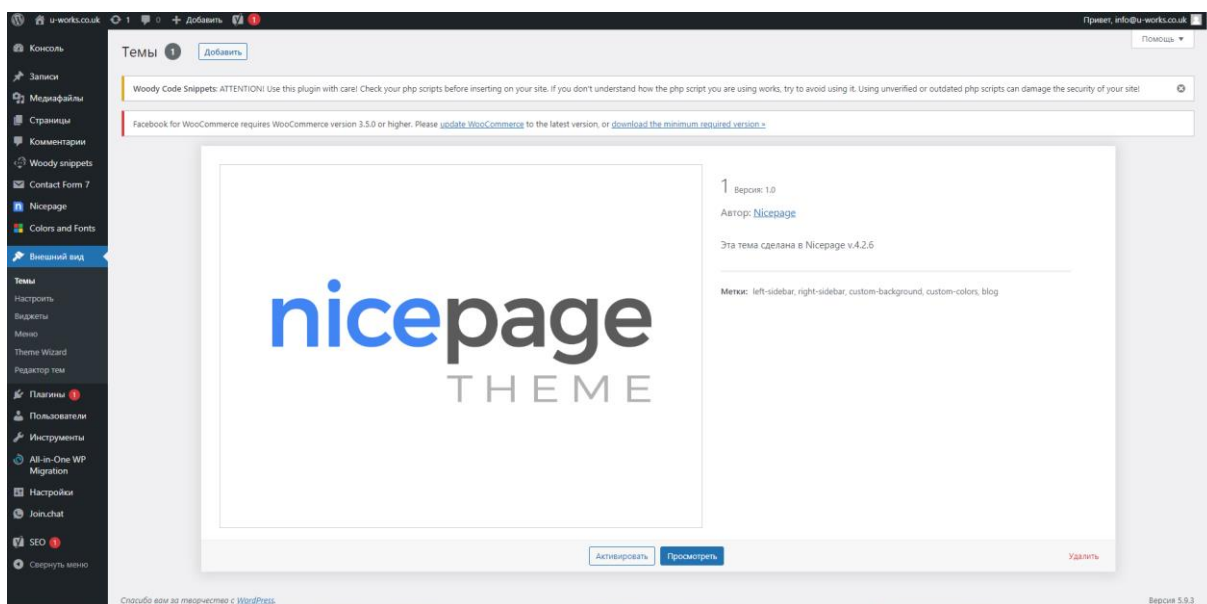 u-works.co.uk 1 0 Добавить 1 Привет, info@u-works.co.uk
Помощь
Консоль
Записи
Медиафайлы
Страницы
Комментарии
Woody snippets
Contact Form 7
Nicepage
Colors and Fonts
Внешний вид
Темы
Настроить
Виджеты
Меню
Theme Wizard
Редактор тем
Плагины 1
Пользователи
Инструменты
All-in-One WP
Migration
Настройки
Join.chat
SEO 1
Свернуть меню
Темы 1 Добавить
Woody Code Snippets: ATTENTION! Use this plugin with care! Check your php scripts before inserting on your site. If you don't understand how the php script you are using works, try to avoid using it. Using unverified or outdated php scripts can damage the security of your site!
Facebook for WooCommerce requires WooCommerce version 3.5.0 or higher. Please update WooCommerce to the latest version, or download the minimum required version »
nicepage
THEME
1 Версия: 1.0
Автор: Nicepage
Эта тема сделана в Nicepage v.4.2.6
Метки: left-sidebar, right-sidebar, custom-background, custom-colors, blog
Активировать Просмотреть Удалить
Спасибо вам за творчество с WordPress. Версия 5.9.3